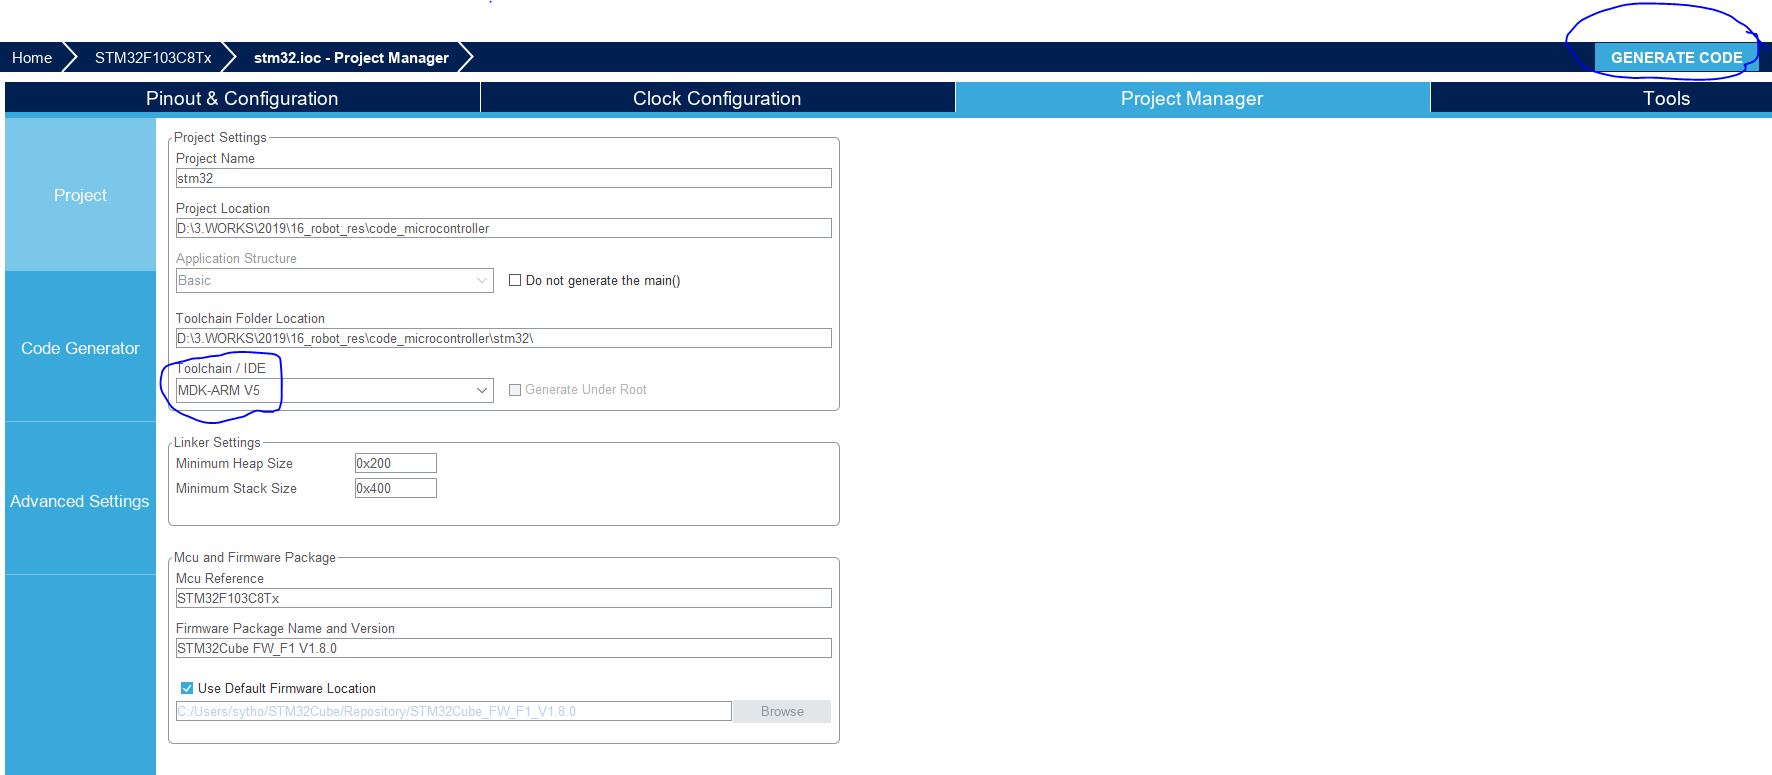 Home STM32F103C8Tx stm32.ioc - Project Manager GENERATE CODE
Pinout & Configuration Clock Configuration Project Manager Tools
Project
Code Generator
Advanced Settings
Project Settings
Project Name
stm32
Project Location
D:\3.WORKS\2019\16_robot_res\code_microcontroller
Application Structure
Basic Do not generate the main()
Toolchain Folder Location
D:\3.WORKS\2019\16_robot_res\code_microcontroller\stm32\
Toolchain / IDE
MDK-ARM V5 Generate Under Root
Linker Settings
Minimum Heap Size 0x200
Minimum Stack Size 0x400
Mcu and Firmware Package
Mcu Reference
STM32F103C8Tx
Firmware Package Name and Version
STM32Cube FW_F1 V1.8.0
Use Default Firmware Location
C:/Users/sytho/STM32Cube/Repository/STM32Cube_FW_F1_V1.8.0 Browse